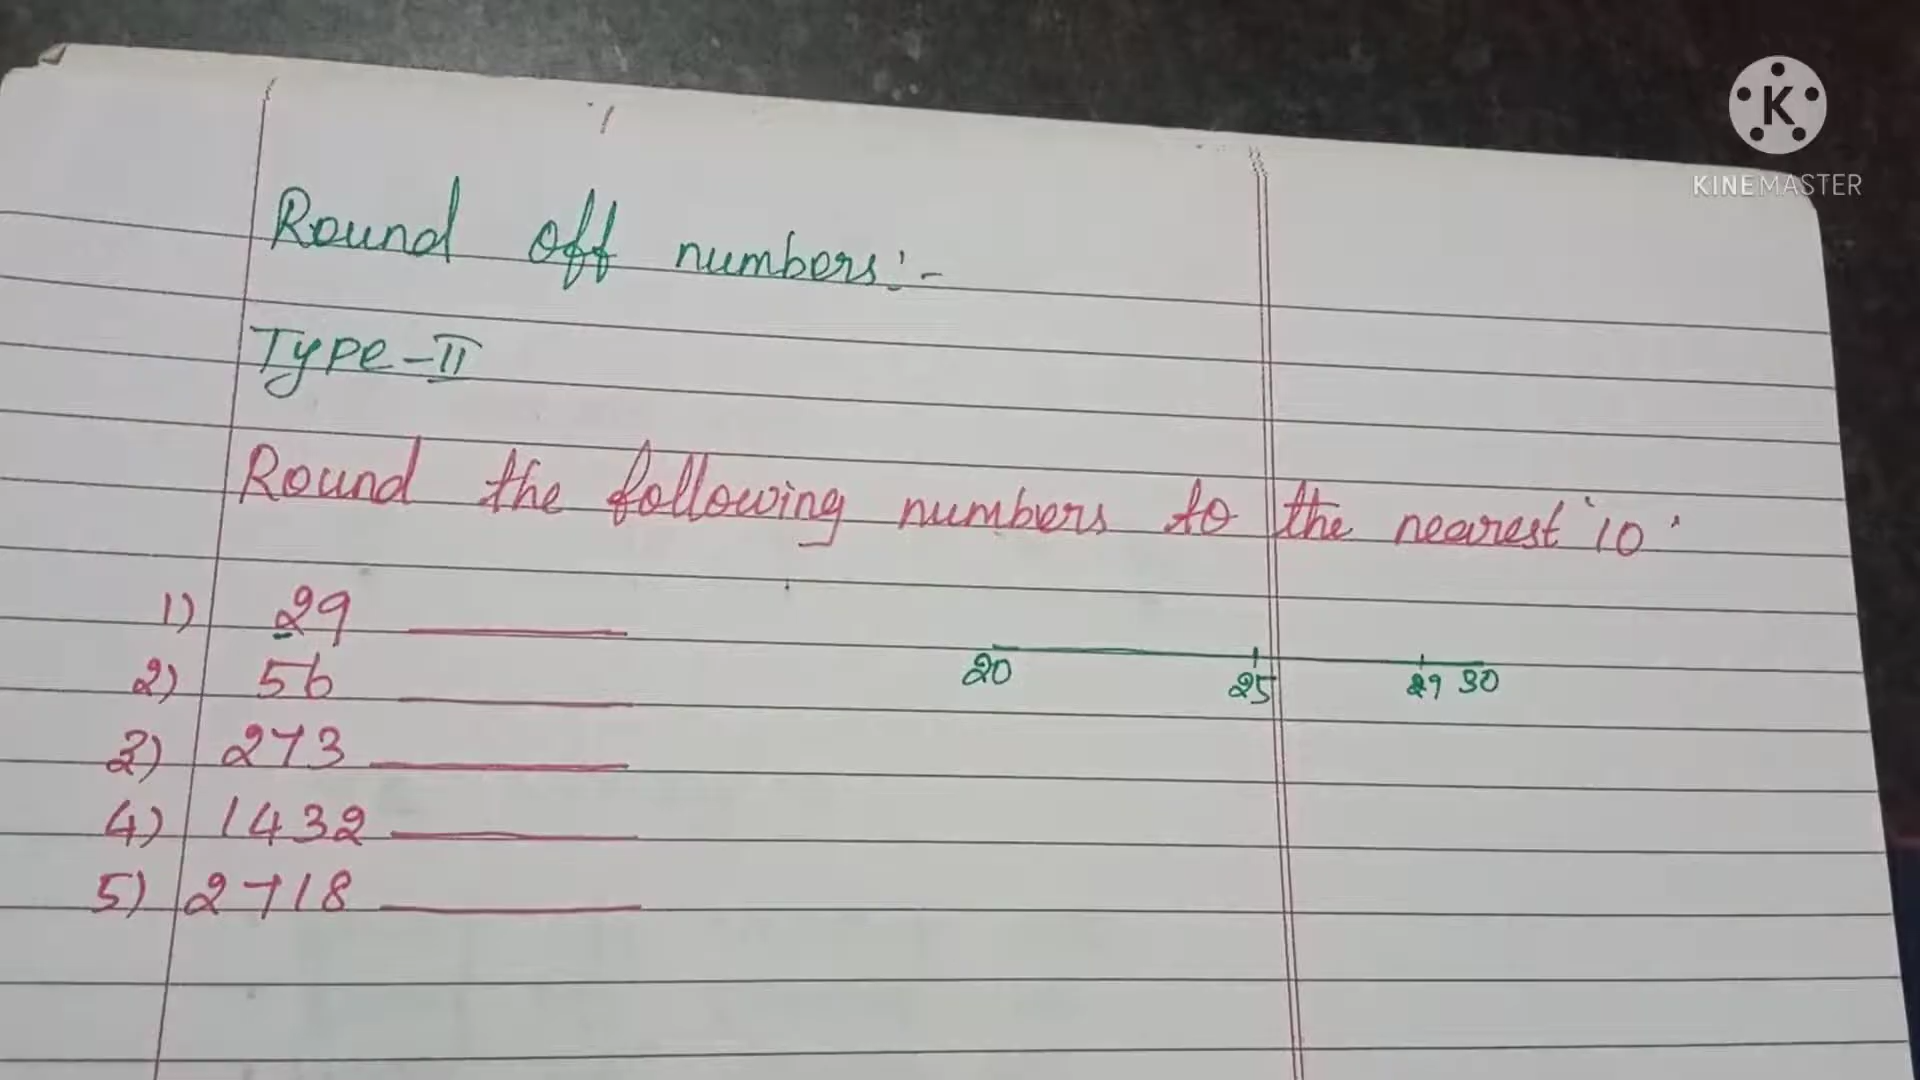 K
KINEMASTER
Round off numbers:-
Type-II
Round the following numbers to the nearest '10'
1) 29
20 25 29 30
2) 56
3) 273
4) 1432
5) 2718